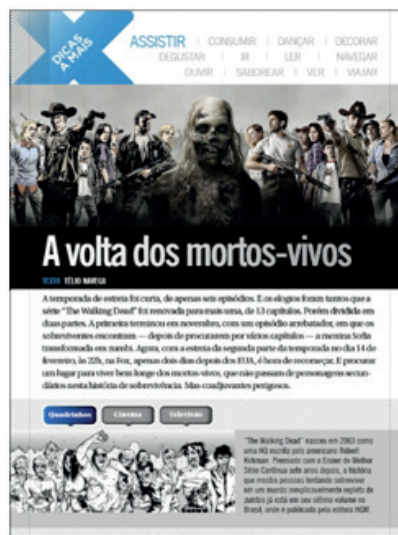 DICAS
A MAIS
ASSISTIR | CONSUMIR | DANÇAR | DECORAR
DEGUSTAR | IR | LER | NAVEGAR
OUVIR | SABOREAR | VER | VIAJAR
A volta dos mortos-vivos
TEXTO TÉLIO NAVEGA
A temporada de estreia foi curta, de apenas seis episódios. E os elogios foram tantos que a
série "The Walking Dead" foi renovada para mais uma, de 13 capítulos. Porém dividida em
duas partes. A primeira terminou em novembro, com um episódio arrebatador, em que os
sobreviventes encontram — depois de procurarem por vários capítulos — a menina Sofia
transformada em zumbi. Agora, com a estreia da segunda parte da temporada no dia 14 de
fevereiro, às 22h, na Fox, apenas dois dias depois dos EUA, é hora de recomeçar. E procurar
um lugar para viver bem longe dos mortos-vivos, que não passam de personagens secun-
dários nesta história de sobrevivência. Mas coadjuvantes perigosos.
Quadrinhos Cinema Televisão
"The Walking Dead" nasceu em 2003 como
uma HQ escrita pelo americano Robert
Kirkman. Premiada com o Eisner de Melhor
Série Contínua sete anos depois, a história
que mostra pessoas tentando sobreviver
em um mundo inexplicavelmente repleto de
zumbis já está em seu sétimo volume no
Brasil, onde é publicada pela editora HQM.